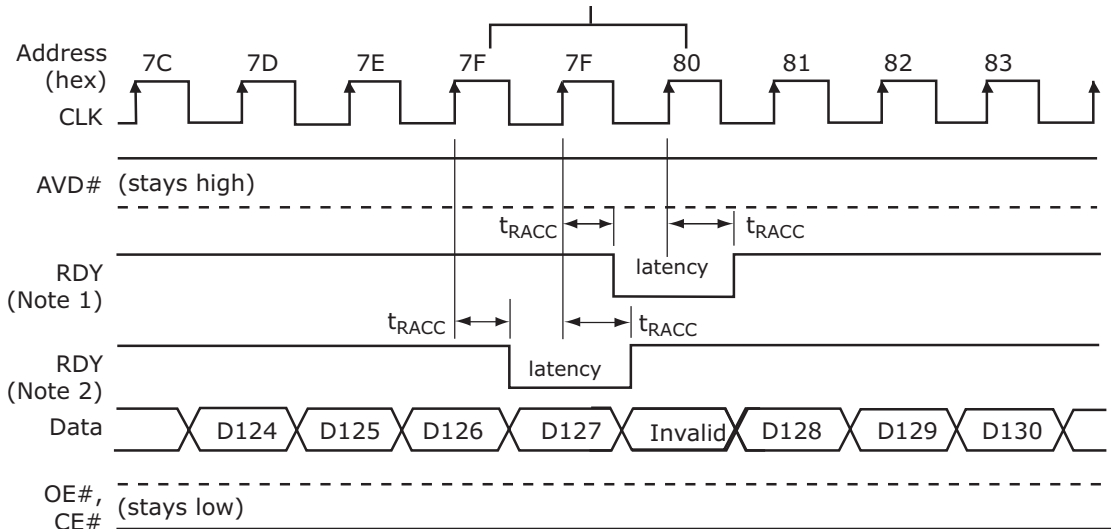 Address
(hex)
7C 7D 7E 7F 7F 80 81 82 83
CLK
AVD# (stays high)
tRACC tRACC
RDY
(Note 1)
latency
tRACC tRACC
RDY
(Note 2)
latency
Data D124 D125 D126 D127 Invalid D128 D129 D130
OE#,
CE#
(stays low)